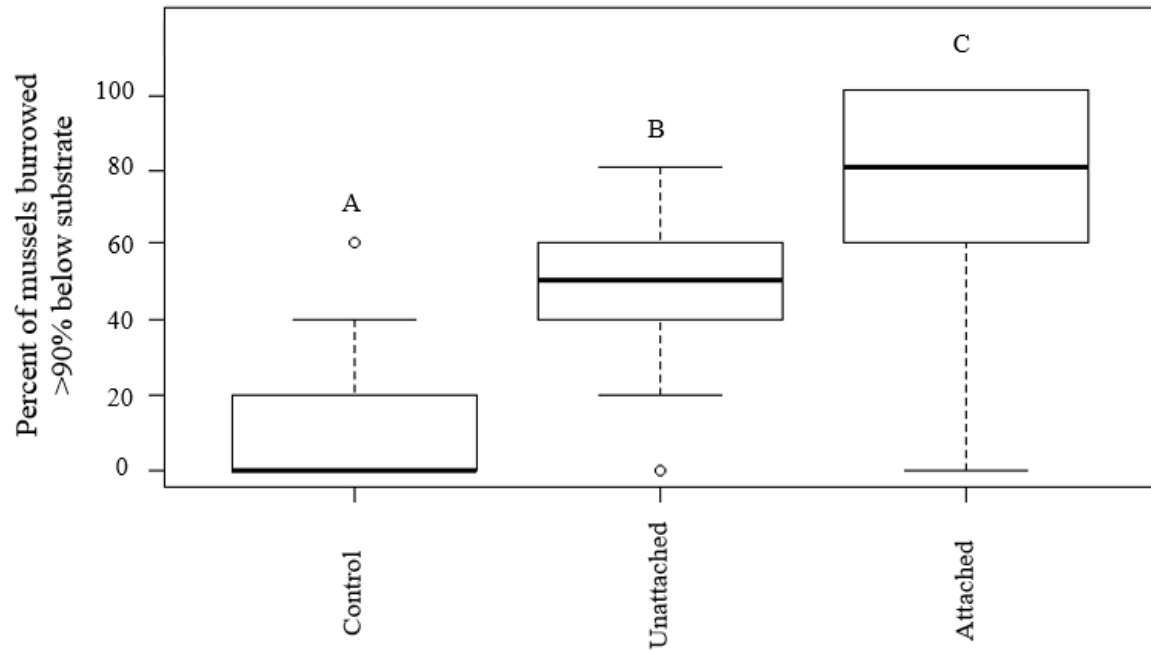 Percent of mussels burrowed
>90% below substrate
100
80
60
40
20
0
A
B
C
Control
Unattached
Attached